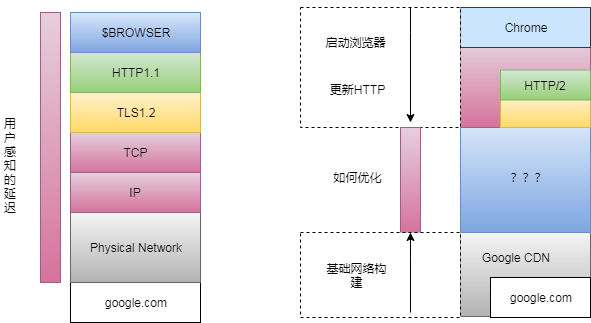 用户感知的延迟
$BROWSER
HTTP1.1
TLS1.2
TCP
IP
Physical Network
google.com
启动浏览器
更新HTTP
如何优化
基础网络构
建
Chrome
HTTP/2
？？？
Google CDN
google.com